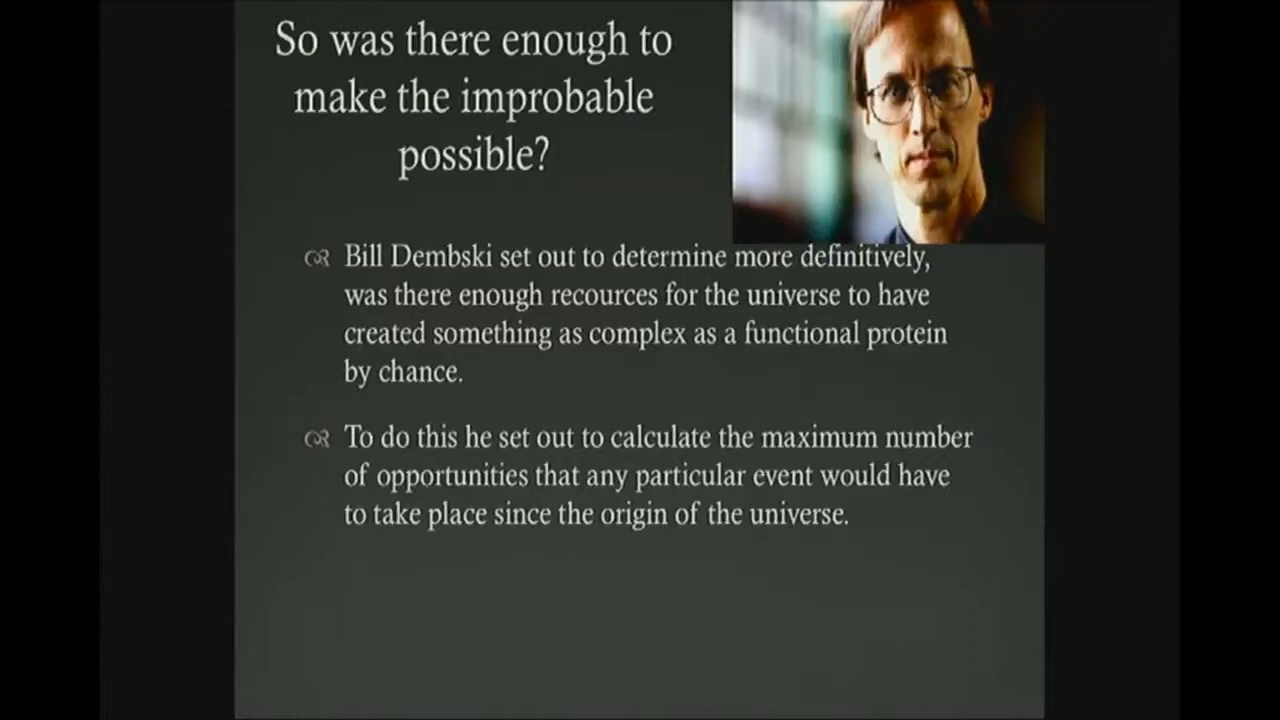 So was there enough to
make the improbable
possible?
Bill Dembski set out to determine more definitively,
was there enough recources for the universe to have
created something as complex as a functional protein
by chance.
To do this he set out to calculate the maximum number
of opportunities that any particular event would have
to take place since the origin of the universe.